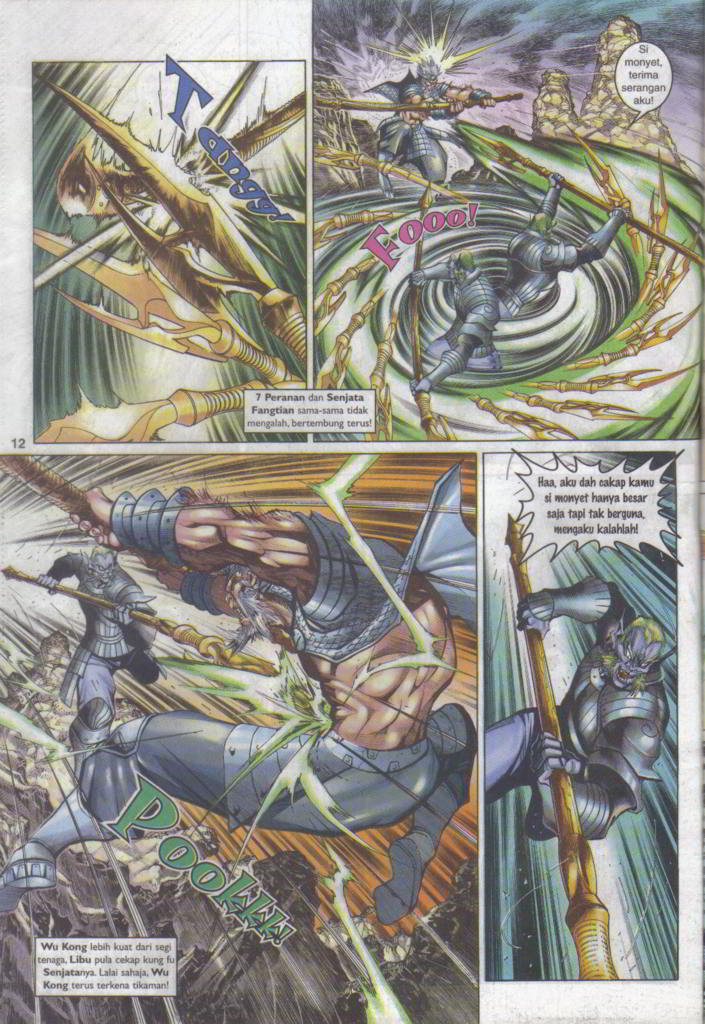 Tangg!
7 Peranan dan Senjata
Fangtian sama-sama tidak
mengalah, bertembung terus!
Si
monyet,
terima
serangan
aku!
Fooo!
12
Haa, aku dah cakap kamu
si monyet hanya besar
saja tapi tak berguna,
mengaku kalahlah!
Poolkkk!
Wu Kong lebih kuat dari segi
tenaga, Libu pula cekap kung fu
Senjatanya. Lalai sahaja, Wu
Kong terus terkena tikaman!